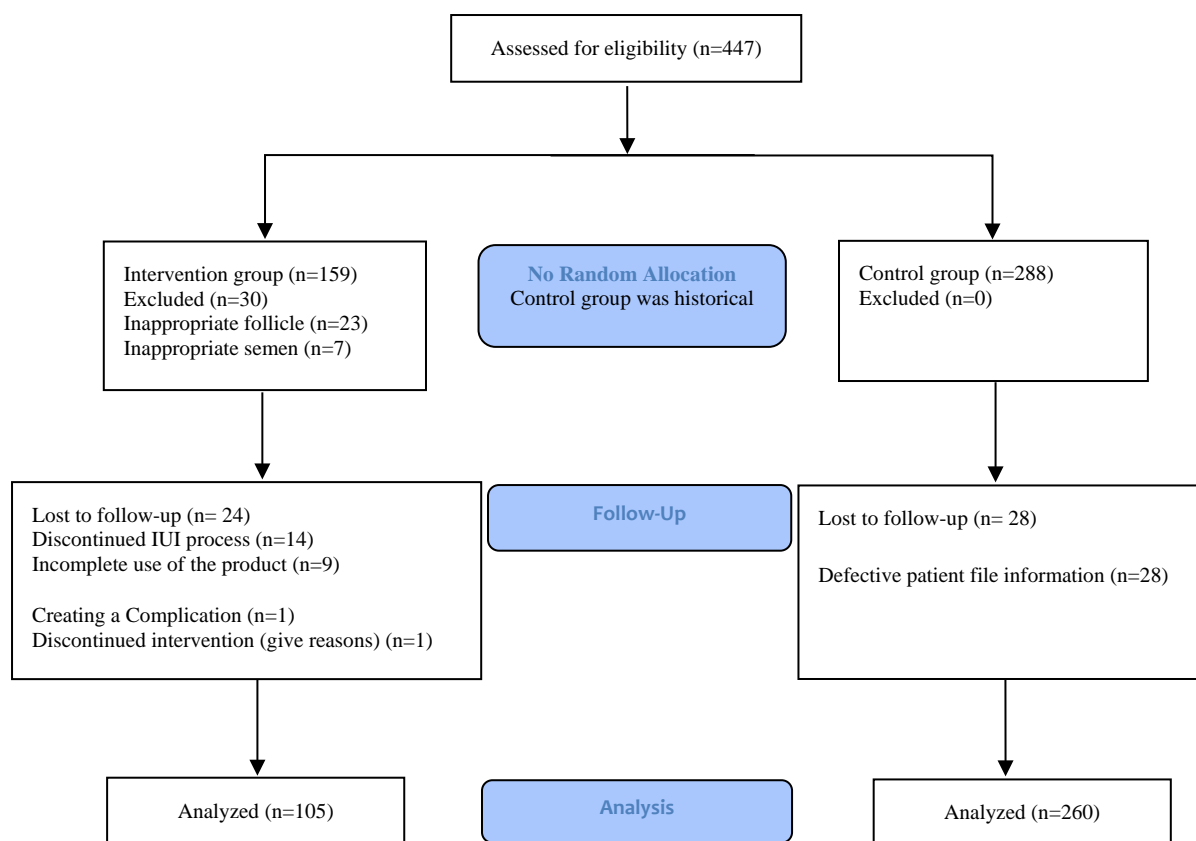 Assessed for eligibility (n=447)
Intervention group (n=159)
Excluded (n=30)
Inappropriate follicle (n=23)
Inappropriate semen (n=7)
No Random Allocation
Control group was historical
Control group (n=288)
Excluded (n=0)
Lost to follow-up (n= 24)
Discontinued IUI process (n=14)
Incomplete use of the product (n=9)
Creating a Complication (n=1)
Discontinued intervention (give reasons) (n=1)
Follow-Up
Lost to follow-up (n= 28)
Defective patient file information (n=28)
Analyzed (n=105)
Analysis
Analyzed (n=260)